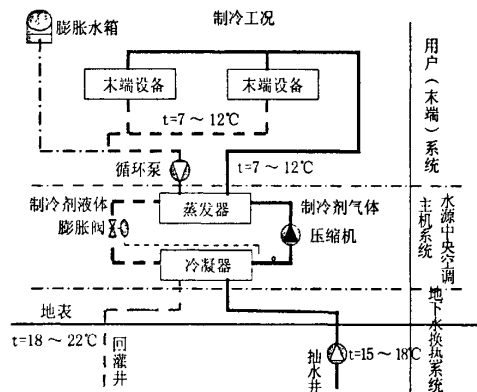 制冷工况
膨胀水箱
末端设备
末端设备
t=7～12℃
循环泵
t=7～12℃
制冷剂液体
膨胀阀
蒸发器
制冷剂气体
压缩机
冷凝器
地表
t=18～22℃
回灌井
抽水井
t=15～18℃
用户（末端）系统
水源中央空调
主机系统
地下水换热系统